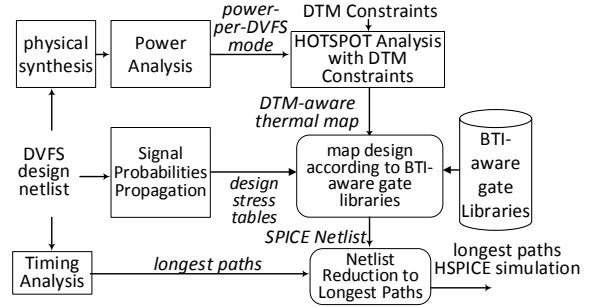 power-
per-DVFS
mode
DTM Constraints
physical
synthesis
Power
Analysis
HOTSPOT Analysis
with DTM
Constraints
DTM-aware
thermal map
DVFS
design
netlist
Signal
Probabilities
Propagation
design
stress
tables
map design
according to BTI-
aware gate
libraries
BTI-
aware
gate
Libraries
SPICE Netlist
Timing
Analysis
longest paths
Netlist
Reduction to
Longest Paths
longest paths
HSPICE simulation